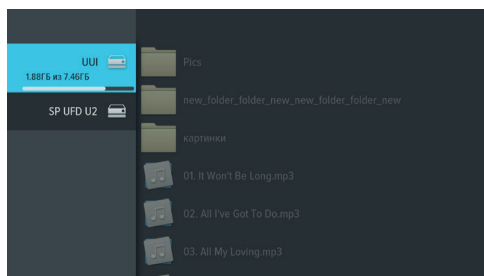 UUI
1.88ГБ из 7.46ГБ
SP UFD U2
Pics
new_folder_folder_new_new_folder_folder_new
картинки
01. It Won't Be Long.mp3
02. All I've Got To Do.mp3
03. All My Loving.mp3